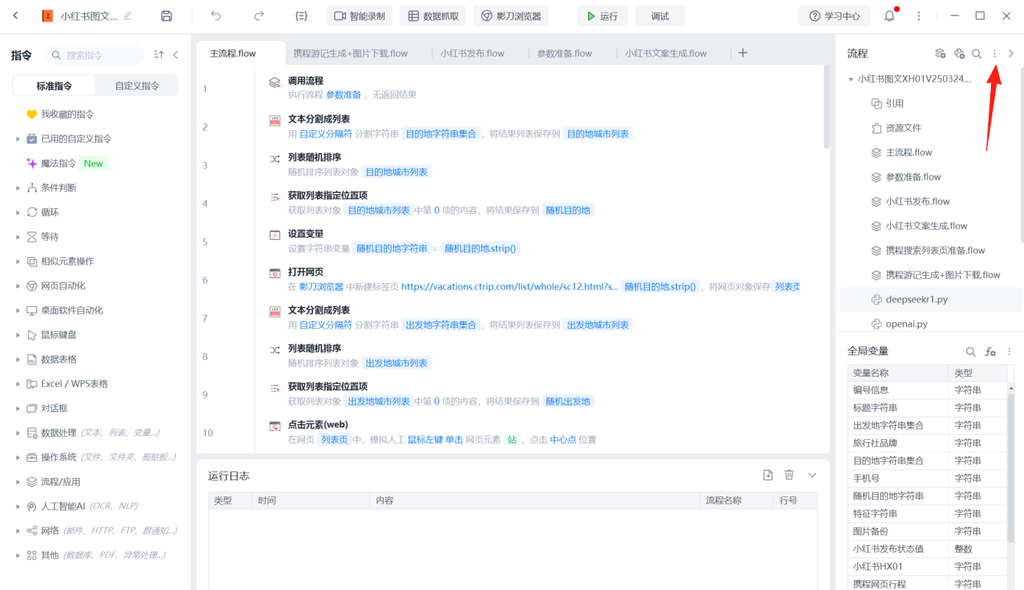 小红书图文...
智能录制
数据抓取
影刀浏览器
运行
调试
学习中心
指令
搜索指令
标准指令
自定义指令
我收藏的指令
已用的自定义指令
魔法指令 New
条件判断
循环
等待
相似元素操作
网页自动化
桌面软件自动化
鼠标键盘
数据表格
Excel / WPS表格
对话框
数据处理 (文本、列表、变量...)
操作系统 (文件、文件夹、剪贴板...)
流程/应用
人工智能AI (OCR、NLP)
网络 (邮件、HTTP、FTP、群通知...)
其他 (数据库、PDF、异常处理...)
主流程.flow
携程游记生成+图片下载.flow
小红书发布.flow
参数准备.flow
小红书文案生成.flow
1
调用流程
执行流程 参数准备 ，无返回结果
2
文本分割成列表
用 自定义分隔符 分割字符串 目的地字符串集合 ，将结果列表保存到 目的地城市列表
3
列表随机排序
随机排序列表对象 目的地城市列表
4
获取列表指定位置项
获取列表对象 目的地城市列表 中第 0 项的内容，将结果保存到 随机目的地
5
设置变量
设置字符串变量 随机目的地字符串 = 随机目的地.strip()
6
打开网页
在 影刀浏览器 中新建标签页 https://vacations.ctrip.com/list/whole/sc12.html?s... 随机目的地.strip() ，将网页对象保存 列表页
7
文本分割成列表
用 自定义分隔符 分割字符串 出发地字符串集合 ，将结果列表保存到 出发地城市列表
8
列表随机排序
随机排序列表对象 出发地城市列表
9
获取列表指定位置项
获取列表对象 出发地城市列表 中第 0 项的内容，将结果保存到 随机出发地
10
点击元素(web)
在网页 列表页 中，模拟人工 鼠标左键 单击 网页元素 站 ，点击 中心点 位置
运行日志
类型
时间
内容
流程名称
行号
流程
小红书图文XH01V250324...
引用
资源文件
主流程.flow
参数准备.flow
小红书发布.flow
小红书文案生成.flow
携程搜索列表页准备.flow
携程游记生成+图片下载.flow
deepseekr1.py
openai.py
全局变量
变量名称 类型
编号信息 字符串
标题字符串 字符串
出发地字符串集合 字符串
旅行社品牌 字符串
目的地字符串集合 字符串
手机号 字符串
随机目的地字符串 字符串
特征字符串 字符串
图片备份 字符串
小红书发布状态值 整数
小红书HX01 字符串
携程网页行程 字符串